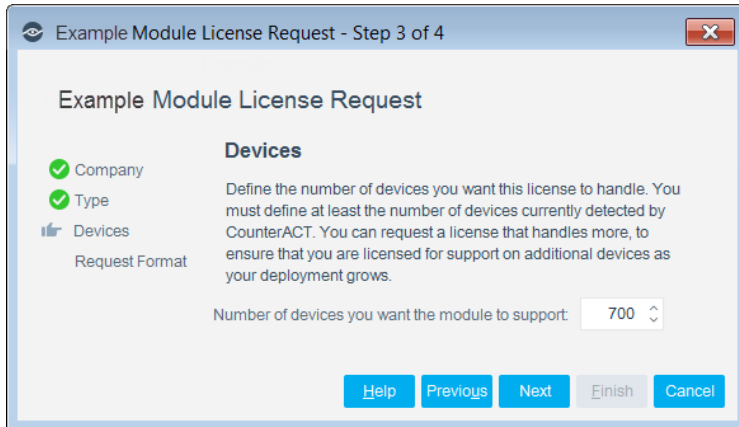 Example Module License Request - Step 3 of 4
Example Module License Request
Company
Type
Devices
Request Format
Devices
Define the number of devices you want this license to handle. You
must define at least the number of devices currently detected by
CounterACT. You can request a license that handles more, to
ensure that you are licensed for support on additional devices as
your deployment grows.
Number of devices you want the module to support: 700
Help Previous Next Finish Cancel